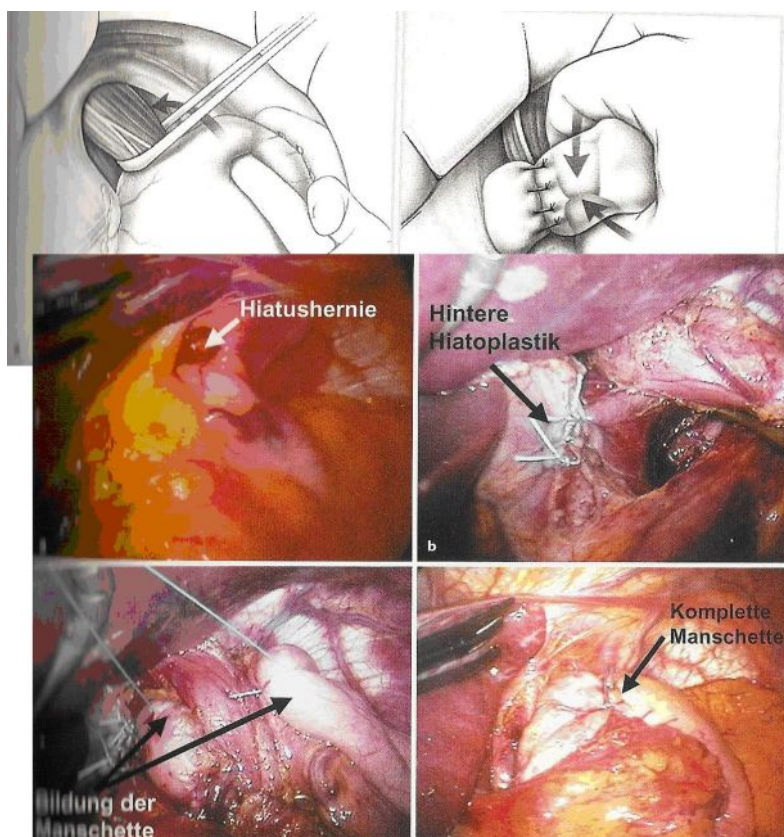 Hiatushernie
Hintere
Hiatoplastik
b
Bildung der
Manschette
Komplette
Manschette